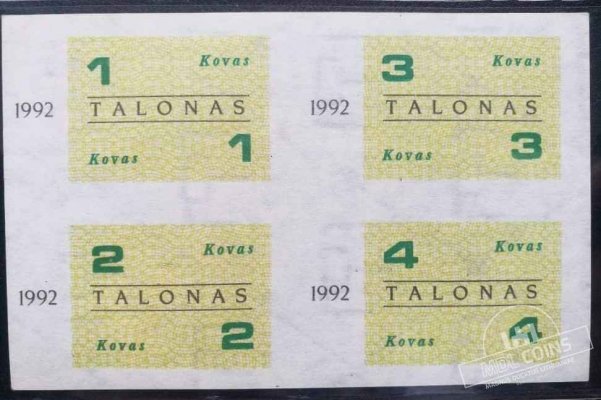 1 Kovas
1992 TALONAS
Kovas 1
3 Kovas
1992 TALONAS
Kovas 3
2 Kovas
1992 TALONAS
Kovas 2
4 Kovas
1992 TALONAS
Kovas 4
MDL COINS